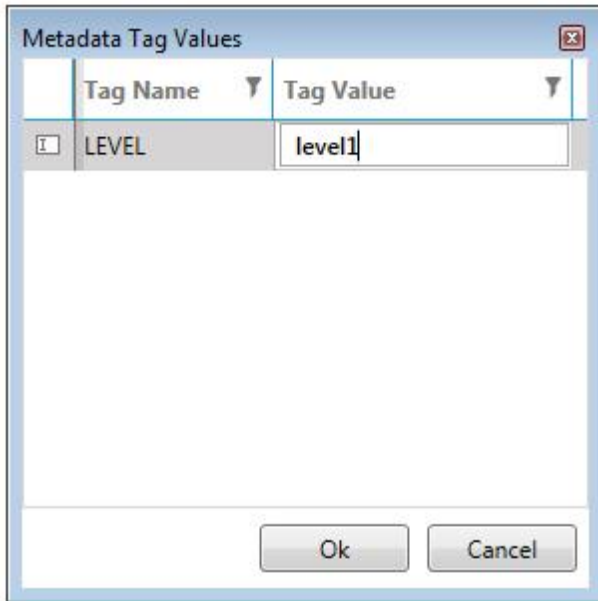 Metadata Tag Values
Tag Name Tag Value
LEVEL level1
Ok Cancel